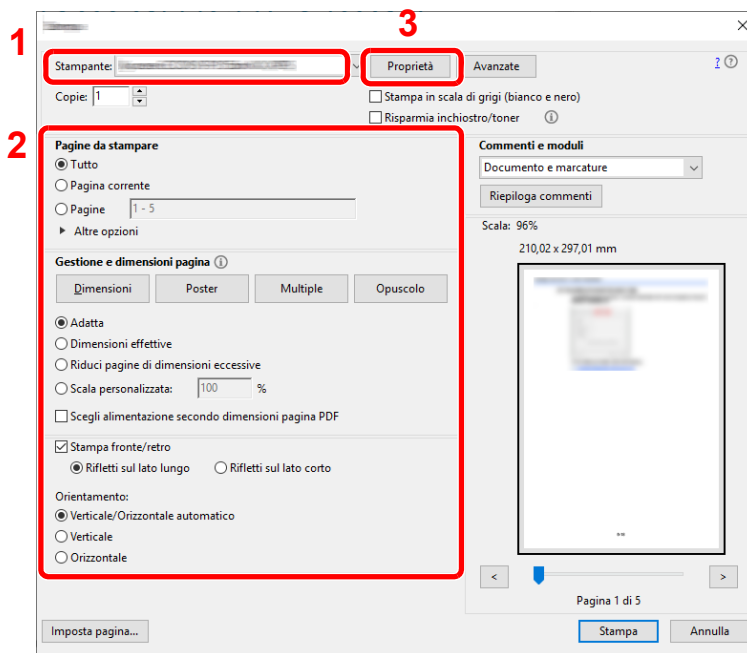 1
3
Stampante:
Proprietà
Avanzate
?
Copie: 1
Stampa in scala di grigi (bianco e nero)
Risparmia inchiostro/toner
2
Pagine da stampare
Tutto
Pagina corrente
Pagine 1 - 5
Altre opzioni
Gestione e dimensioni pagina
Dimensioni Poster Multiple Opuscolo
Adatta
Dimensioni effettive
Riduci pagine di dimensioni eccessive
Scala personalizzata: 100 %
Scegli alimentazione secondo dimensioni pagina PDF
Stampa fronte/retro
Rifletti sul lato lungo Rifletti sul lato corto
Orientamento:
Verticale/Orizzontale automatico
Verticale
Orizzontale
Commenti e moduli
Documento e marcature
Riepiloga commenti
Scala: 96%
210,02 x 297,01 mm
< >
Pagina 1 di 5
Imposta pagina...
Stampa Annulla